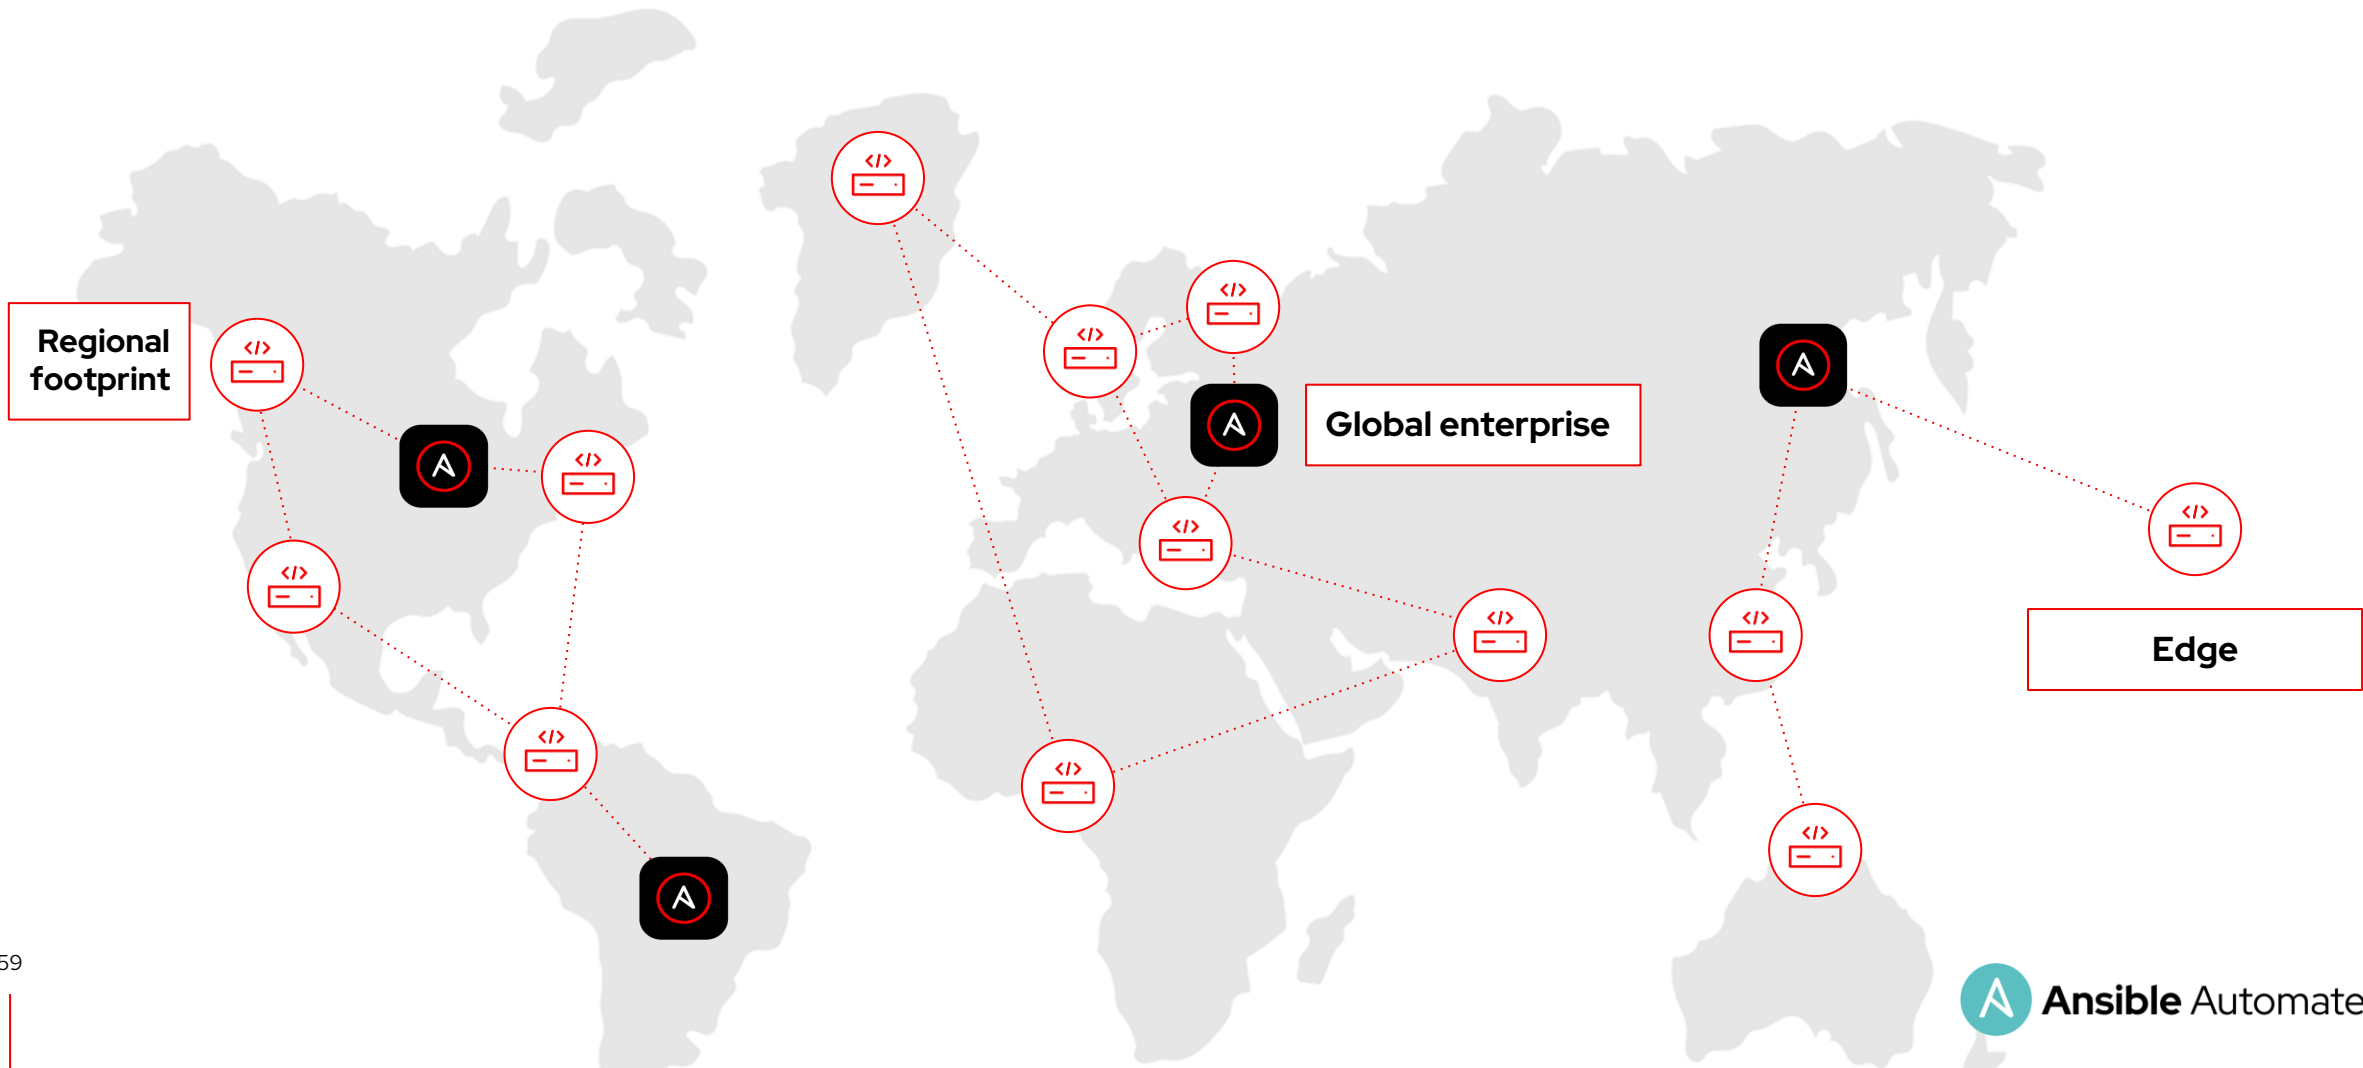 Regional
footprint
Global enterprise
Edge
59
Ansible Automate